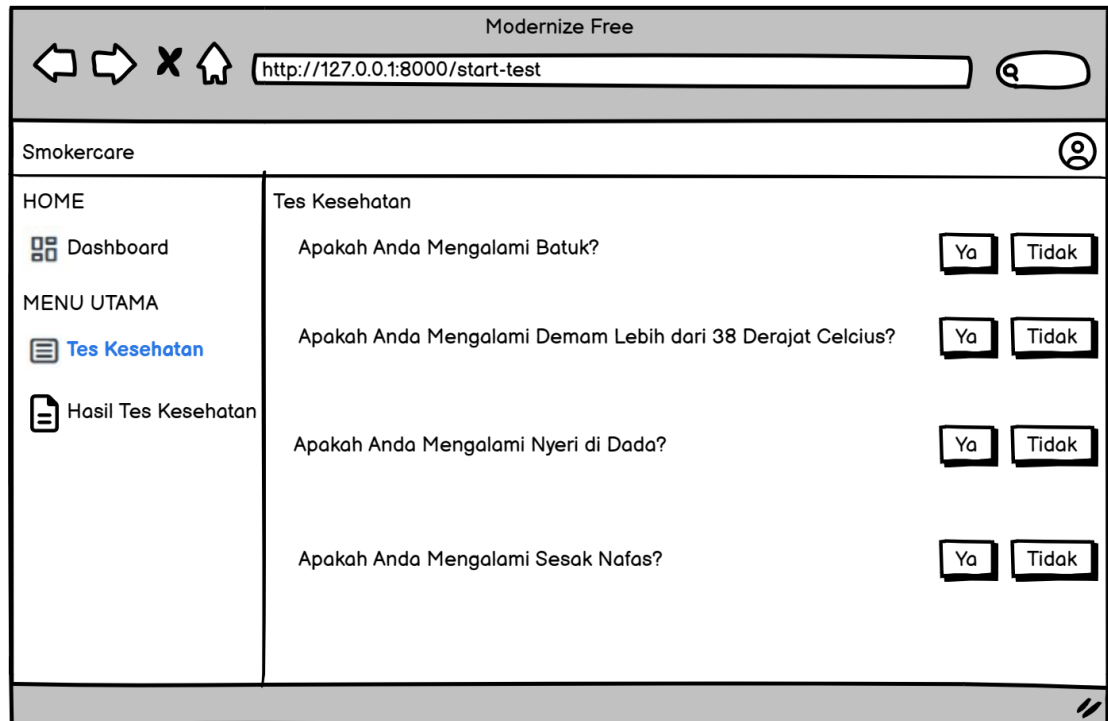 Modernize Free
http://127.0.0.1:8000/start-test
Smokercare
HOME
Dashboard
MENU UTAMA
Tes Kesehatan
Hasil Tes Kesehatan
Tes Kesehatan
Apakah Anda Mengalami Batuk? Ya Tidak
Apakah Anda Mengalami Demam Lebih dari 38 Derajat Celcius? Ya Tidak
Apakah Anda Mengalami Nyeri di Dada? Ya Tidak
Apakah Anda Mengalami Sesak Nafas? Ya Tidak